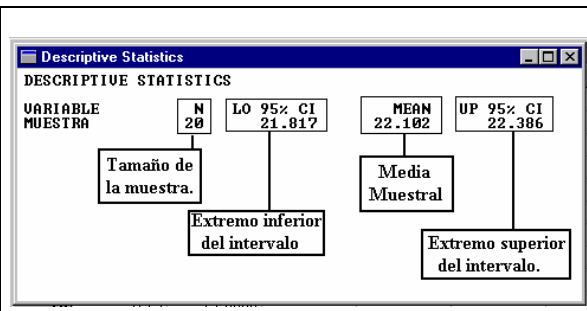 Descriptive Statistics
DESCRIPTIVE STATISTICS
VARIABLE N LO 95% CI MEAN UP 95% CI
MUESTRA 20 21.817 22.102 22.386
Tamaño de
la muestra.
Media
Muestral
Extremo inferior
del intervalo
Extremo superior
del intervalo.